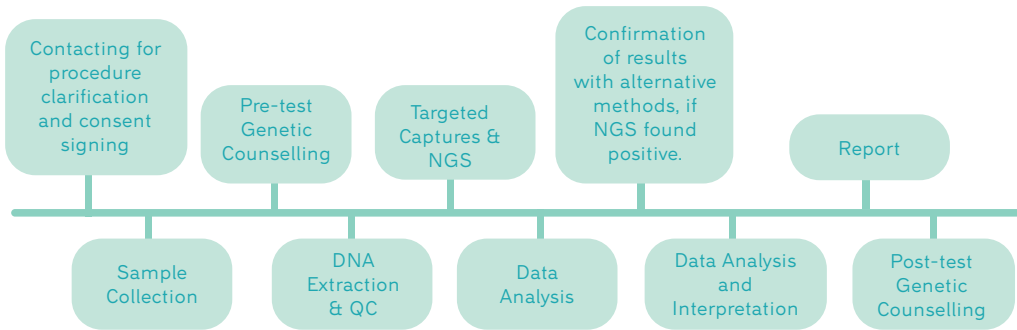 Contacting for
procedure
clarification
and consent
signing
Sample
Collection
Pre-test
Genetic
Counselling
DNA
Extraction
& QC
Targeted
Captures &
NGS
Data
Analysis
Confirmation
of results
with alternative
methods, if
NGS found
positive.
Data Analysis
and
Interpretation
Report
Post-test
Genetic
Counselling